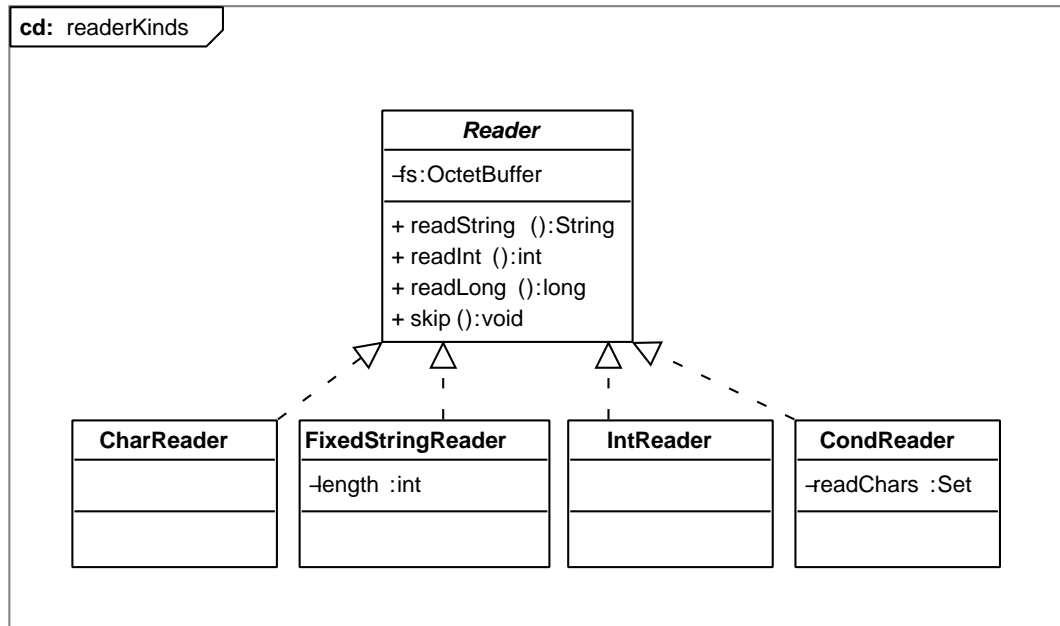 cd: readerKinds
Reader
-fs:OctetBuffer
+ readString ():String
+ readInt ():int
+ readLong ():long
+ skip ():void
CharReader
FixedStringReader
-length :int
IntReader
CondReader
-readChars :Set